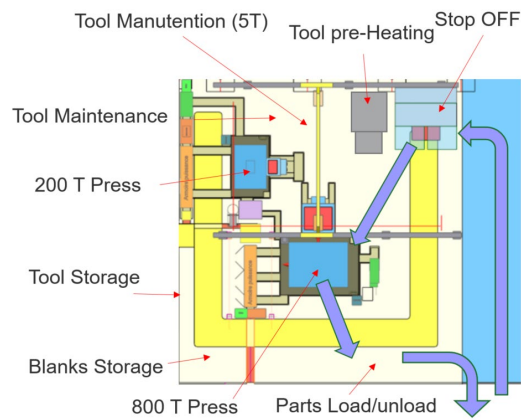 Tool Manutention (5T)
Stop OFF
Tool pre-Heating
Tool Maintenance
200 T Press
Tool Storage
Blanks Storage
800 T Press
Parts Load/unload